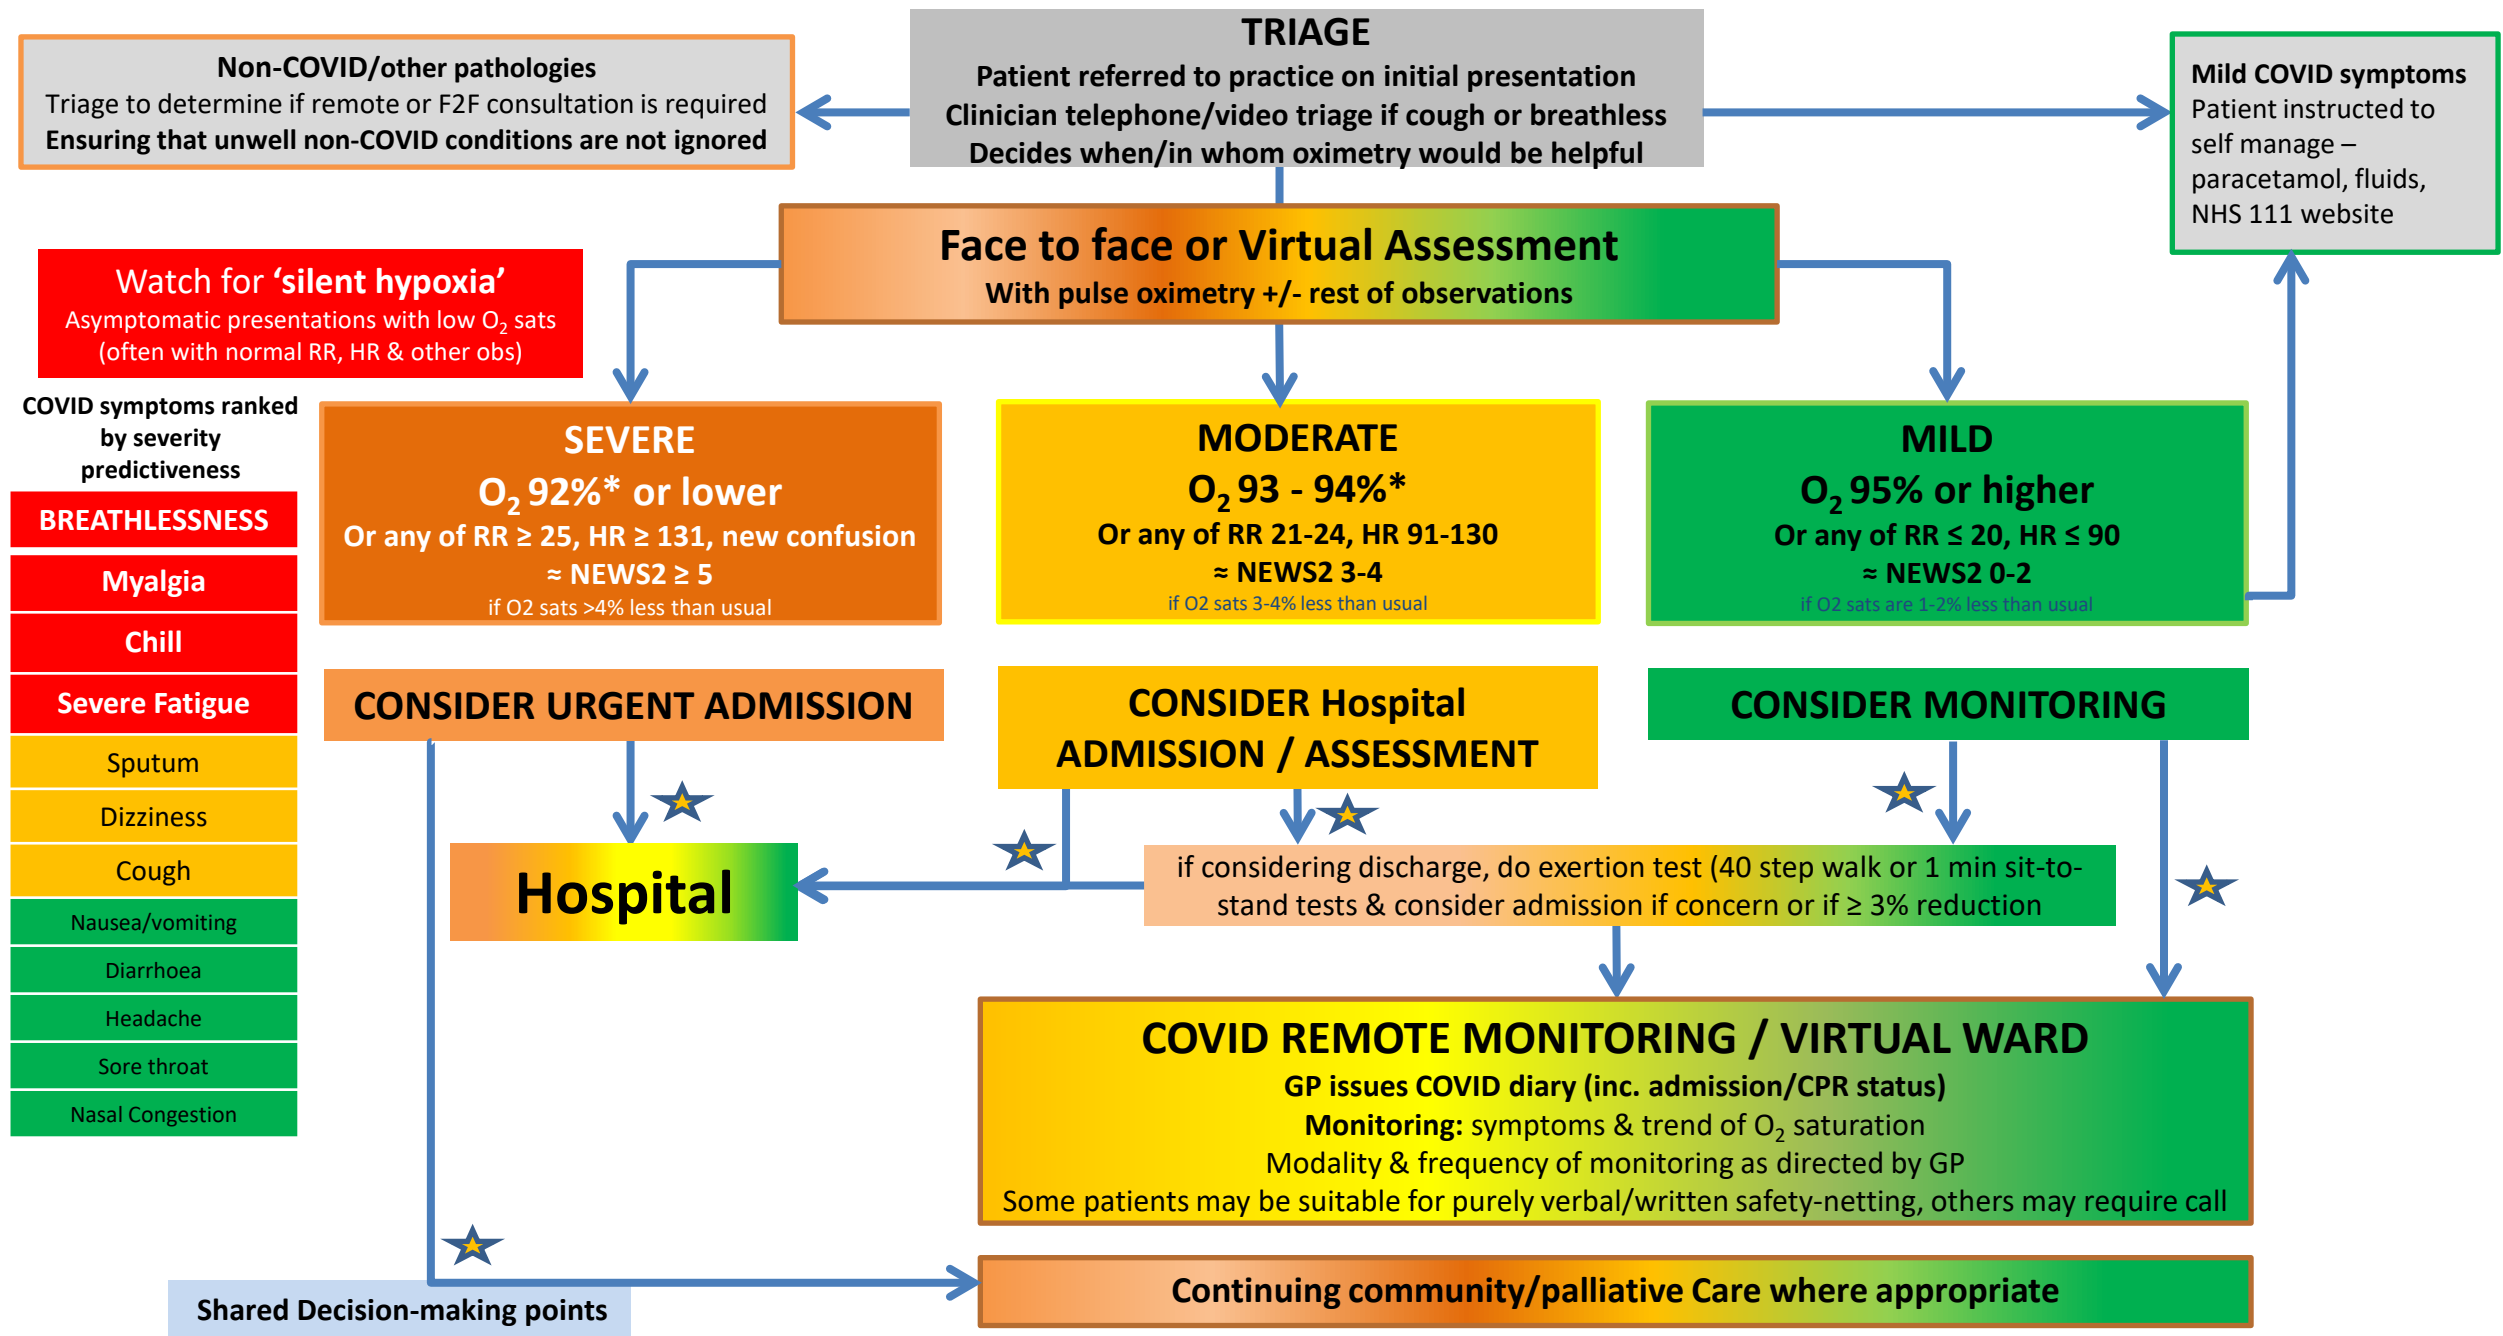 TRIAGE
Patient referred to practice on initial presentation
Clinician telephone/video triage if cough or breathless
Decides when/in whom oximetry would be helpful
Non-COVID/other pathologies
Triage to determine if remote or F2F consultation is required
Ensuring that unwell non-COVID conditions are not ignored
Mild COVID symptoms
Patient instructed to
self manage –
paracetamol, fluids,
NHS 111 website
Face to face or Virtual Assessment
With pulse oximetry +/- rest of observations
Watch for ‘silent hypoxia’
Asymptomatic presentations with low O₂ sats
(often with normal RR, HR & other obs)
COVID symptoms ranked
by severity
predictiveness
BREATHLESSNESS
Myalgia
Chill
Severe Fatigue
Sputum
Dizziness
Cough
Nausea/vomiting
Diarrhoea
Headache
Sore throat
Nasal Congestion
SEVERE
O₂ 92%* or lower
Or any of RR ≥ 25, HR ≥ 131, new confusion
≈ NEWS2 ≥ 5
if O2 sats >4% less than usual
MODERATE
O₂ 93 - 94%*
Or any of RR 21-24, HR 91-130
≈ NEWS2 3-4
if O2 sats 3-4% less than usual
MILD
O₂ 95% or higher
Or any of RR ≤ 20, HR ≤ 90
≈ NEWS2 0-2
if O2 sats are 1-2% less than usual
CONSIDER URGENT ADMISSION
CONSIDER Hospital
ADMISSION / ASSESSMENT
CONSIDER MONITORING
Hospital
if considering discharge, do exertion test (40 step walk or 1 min sit-to-
stand tests & consider admission if concern or if ≥ 3% reduction
COVID REMOTE MONITORING / VIRTUAL WARD
GP issues COVID diary (inc. admission/CPR status)
Monitoring: symptoms & trend of O₂ saturation
Modality & frequency of monitoring as directed by GP
Some patients may be suitable for purely verbal/written safety-netting, others may require call
Continuing community/palliative Care where appropriate
Shared Decision-making points